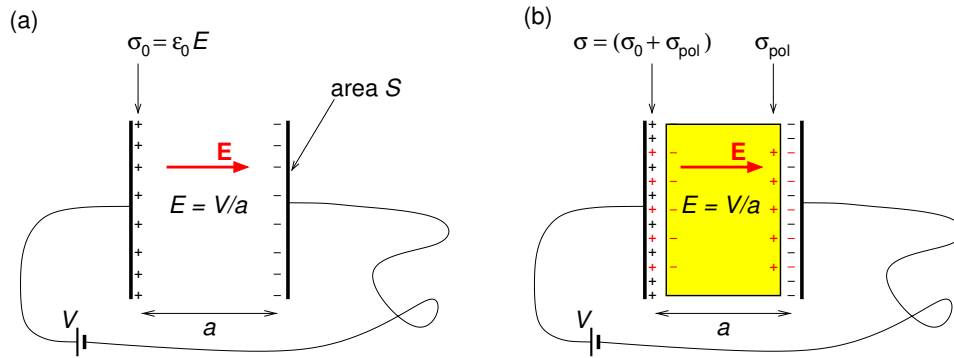 (a)
σ₀ = ε₀E
area S
E
E = V/a
a
V
(b)
σ = (σ₀ + σpol)
σpol
E
E = V/a
a
V